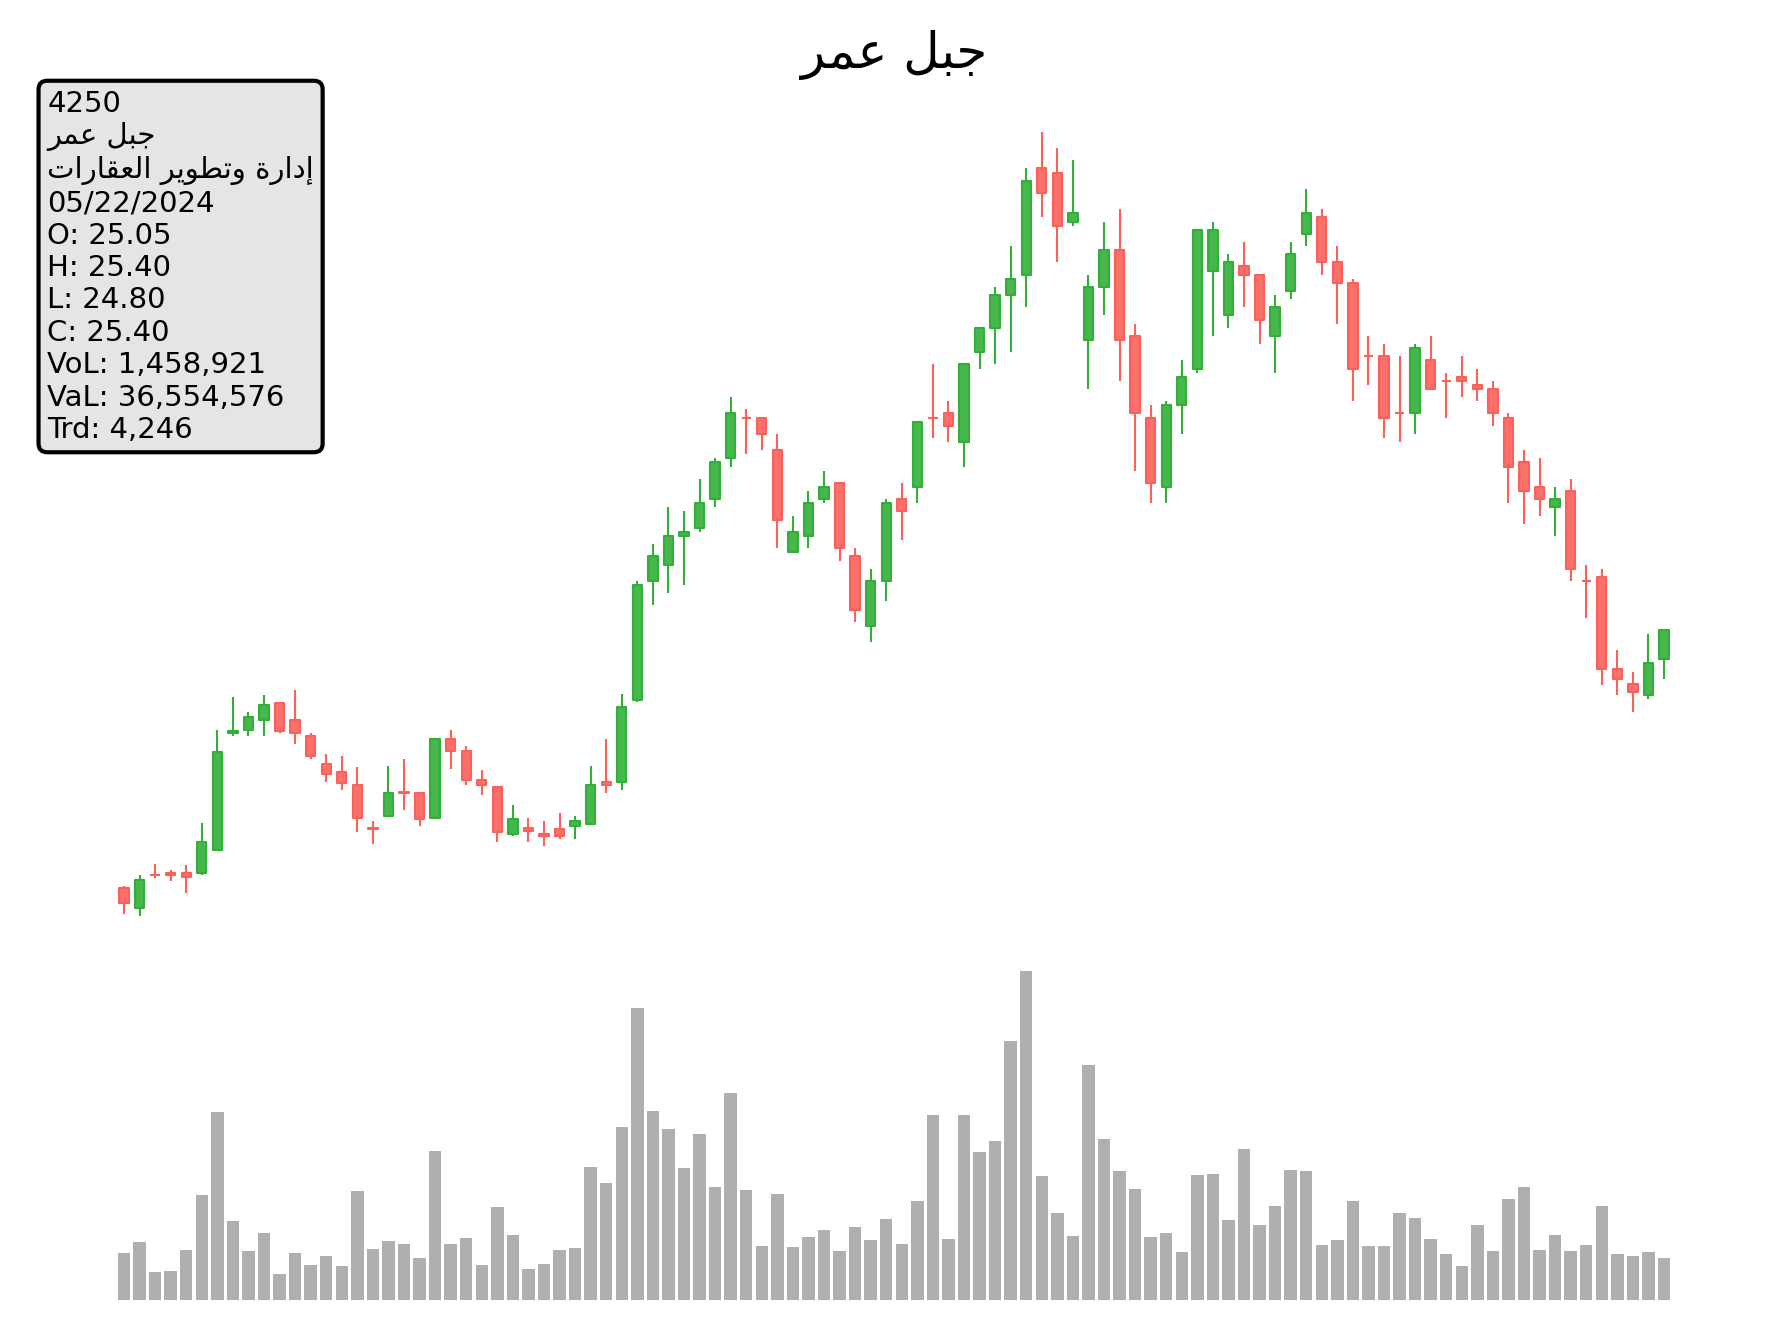 جبل عمر
4250
جبل عمر
إدارة وتطوير العقارات
05/22/2024
O: 25.05
H: 25.40
L: 24.80
C: 25.40
VoL: 1,458,921
VaL: 36,554,576
Trd: 4,246